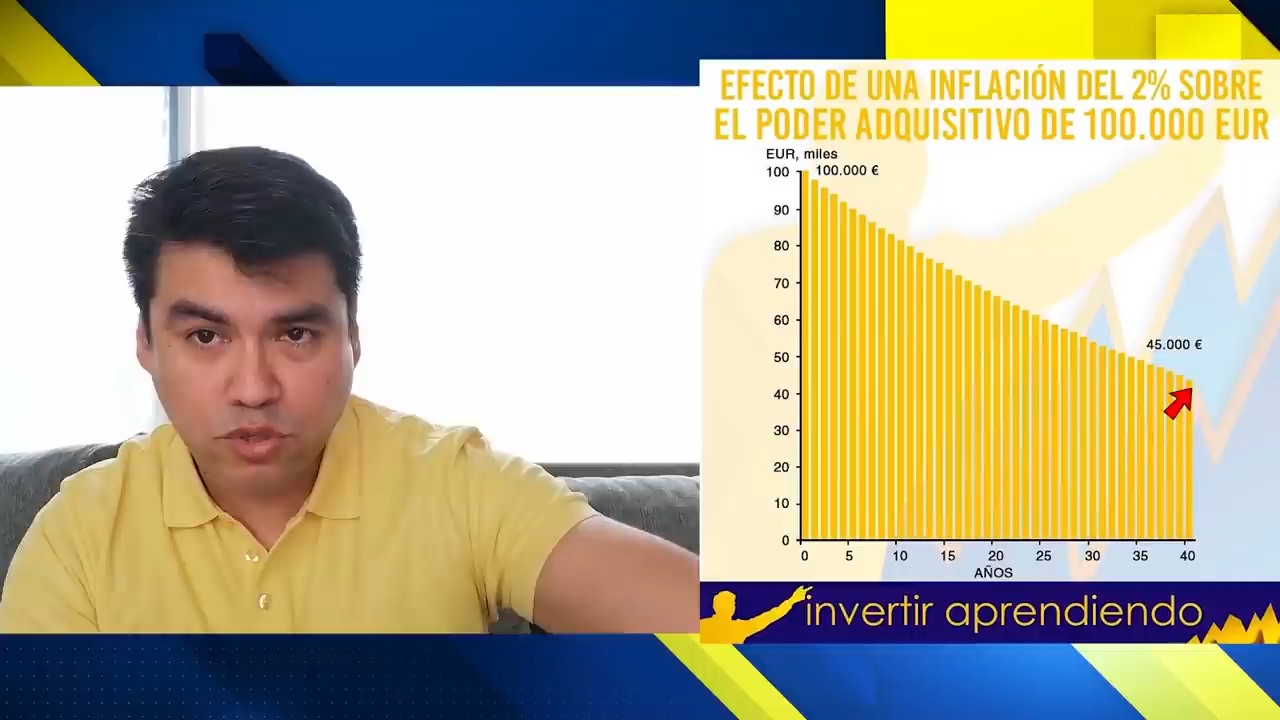 EFECTO DE UNA INFLACIÓN DEL 2% SOBRE
EL PODER ADQUISITIVO DE 100.000 EUR
EUR, miles
100.000 €
100
90
80
70
60
50
40
30
20
10
0
45.000 €
0 5 10 15 20 25 30 35 40
AÑOS
invertir aprendiendo